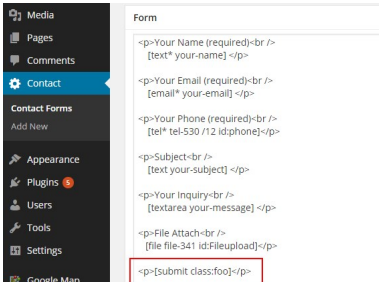 Media
Pages
Comments
Contact
Contact Forms
Add New
Appearance
Plugins 5
Users
Tools
Settings
Google Map
Form
<p>Your Name (required)<br />
[text* your-name] </p>
<p>Your Email (required)<br />
[email* your-email] </p>
<p>Your Phone (required)<br />
[tel* tel-530 /12 id:phone]</p>
<p>Subject<br />
[text your-subject] </p>
<p>Your Inquiry<br />
[textarea your-message] </p>
<p>File Attach<br />
[file file-341 id:Fileupload]</p>
<p>[submit class:foo]</p>